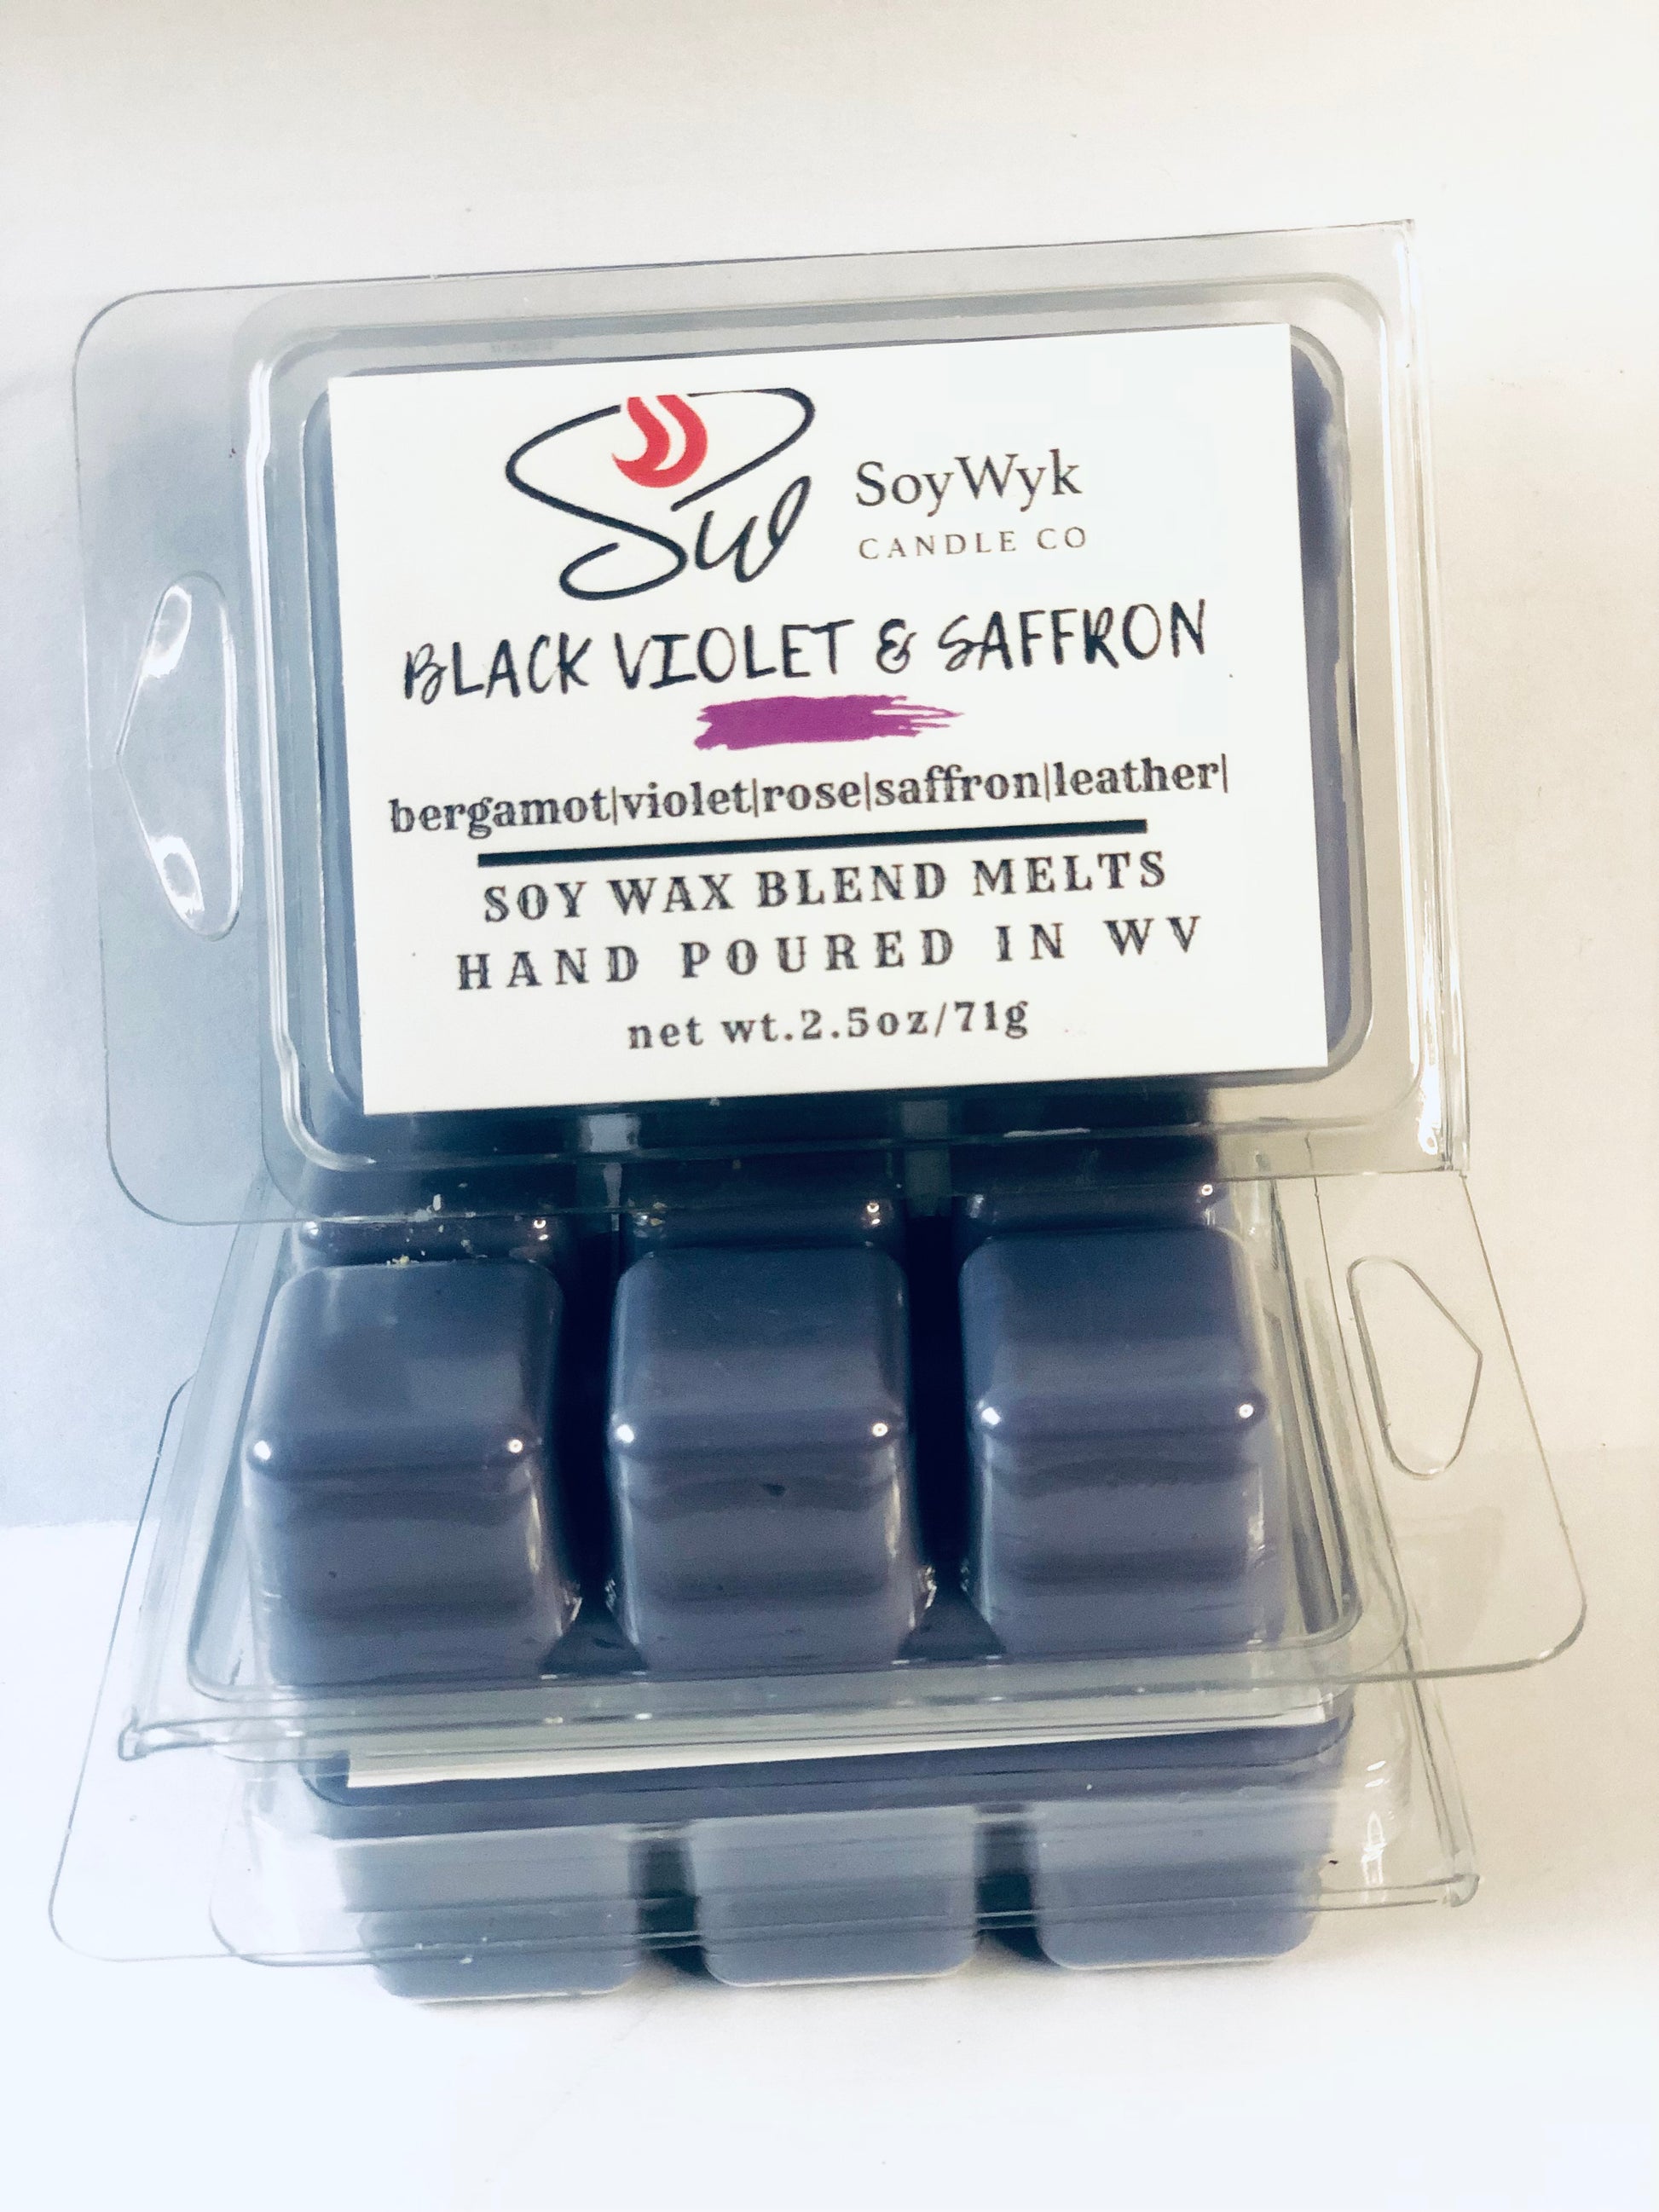 Sw
SoyWyk
CANDLE CO
BLACK VIOLET & SAFFRON
bergamot|violet|rose|saffron|leather|
SOY WAX BLEND MELTS
HAND POURED IN WV
net wt.2.5oz/71g